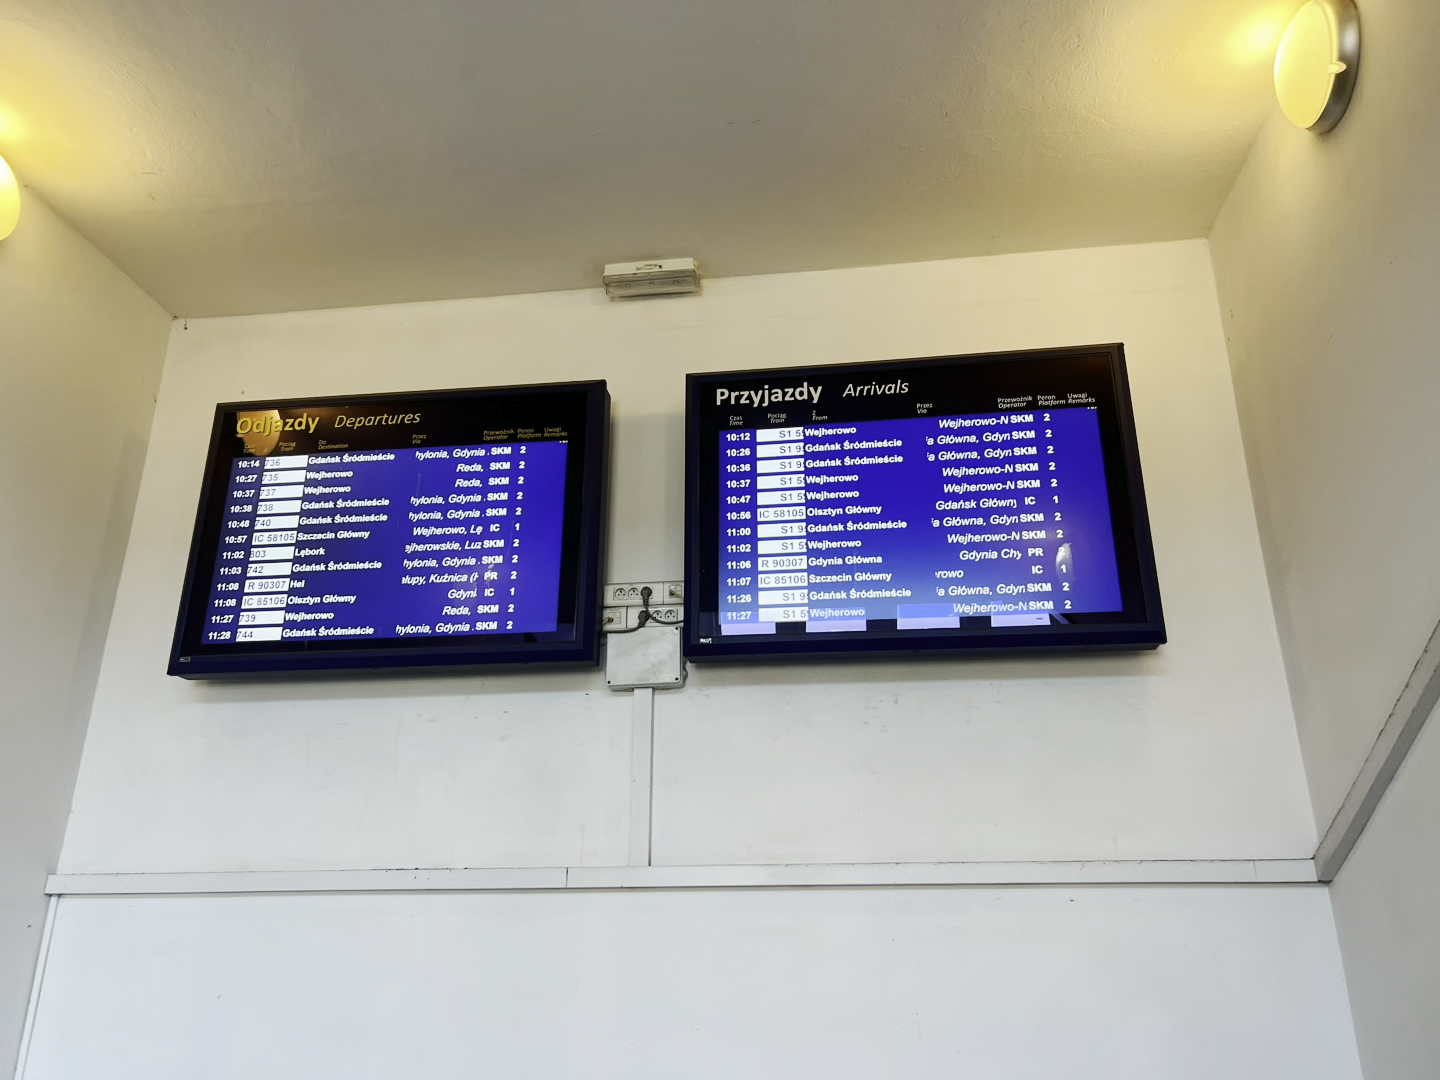 Odjazdy Departures
Czas Time Pociąg Train Do Destination Przez Via Przewoźnik Operator Peron Platform Uwagi Remarks
10:14 736 Gdańsk Śródmieście hylonia, Gdynia SKM 2
10:27 735 Wejherowo Reda, SKM 2
10:37 737 Wejherowo Reda, SKM 2
10:38 738 Gdańsk Śródmieście hylonia, Gdynia . SKM 2
10:48 740 Gdańsk Śródmieście hylonia, Gdynia . SKM 2
10:57 IC 58105 Szczecin Główny Wejherowo, Lę IC 1
11:02 803 Lębork jherowskie, Luz SKM 2
11:03 742 Gdańsk Śródmieście hylonia, Gdynia . SKM 2
11:08 R 90307 Hel łupy, Kuźnica (H PR 2
11:08 IC 85106 Olsztyn Główny Gdyni IC 1
11:27 739 Wejherowo Reda, SKM 2
11:28 744 Gdańsk Śródmieście hylonia, Gdynia . SKM 2
Przyjazdy Arrivals
Czas Time Pociąg Train Z From Przez Via Przewoźnik Operator Peron Platform Uwagi Remarks
10:12 S1 5 Wejherowo Wejherowo-N SKM 2
10:26 S1 9 Gdańsk Śródmieście a Główna, Gdyn SKM 2
10:36 S1 9 Gdańsk Śródmieście a Główna, Gdyn SKM 2
10:37 S1 5 Wejherowo Wejherowo-N SKM 2
10:47 S1 5 Wejherowo Wejherowo-N SKM 2
10:56 IC 58105 Olsztyn Główny Gdańsk Główn IC 1
11:00 S1 9 Gdańsk Śródmieście a Główna, Gdyn SKM 2
11:02 S1 5 Wejherowo Wejherowo-N SKM 2
11:06 R 90307 Gdynia Główna Gdynia Chy PR 2
11:07 IC 85106 Szczecin Główny rowo IC 1
11:26 S1 9 Gdańsk Śródmieście a Główna, Gdyn SKM 2
11:27 S1 5 Wejherowo Wejherowo-N SKM 2